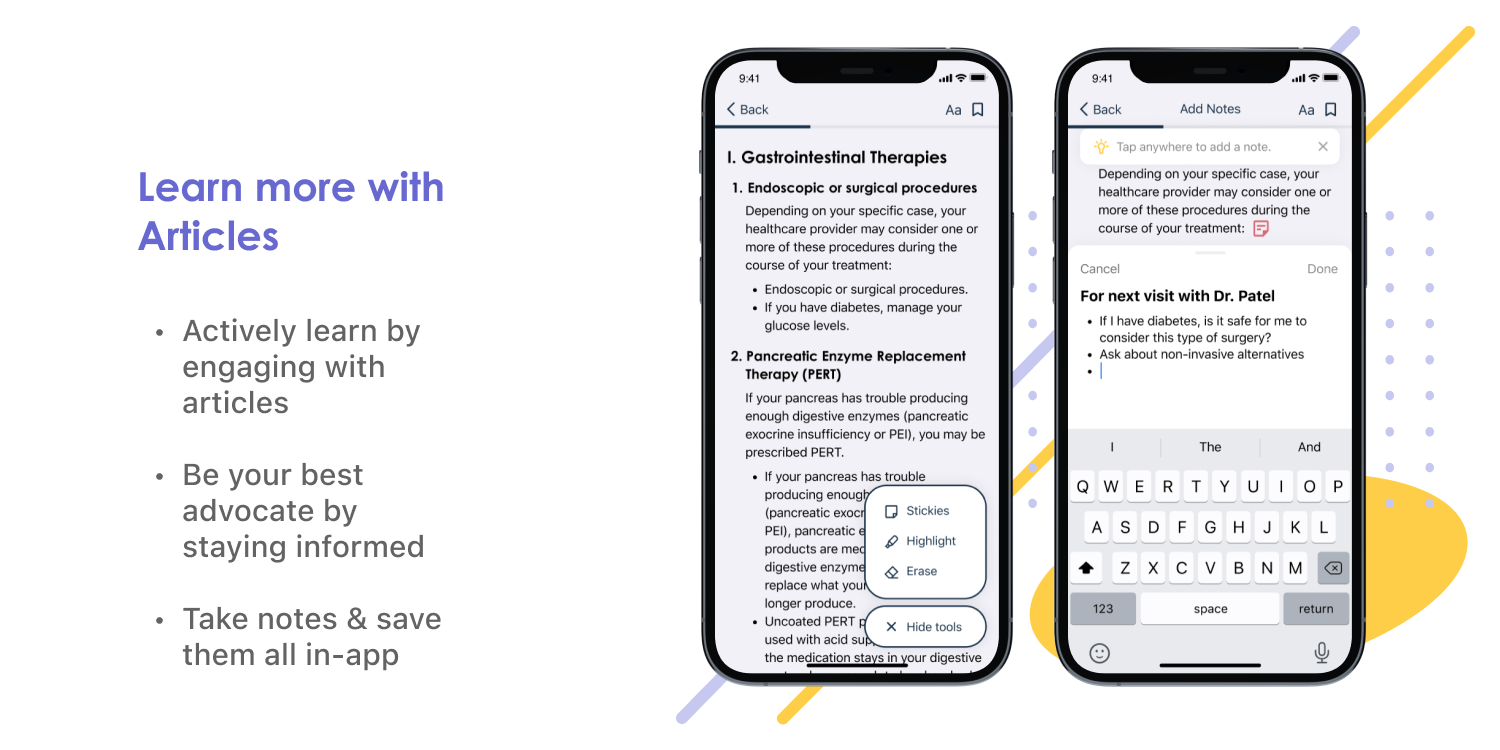 Learn more with
Articles
• Actively learn by
engaging with
articles
• Be your best
advocate by
staying informed
• Take notes & save
them all in-app
9:41
Back
Aa
I. Gastrointestinal Therapies
1. Endoscopic or surgical procedures
Depending on your specific case, your
healthcare provider may consider one or
more of these procedures during the
course of your treatment:
• Endoscopic or surgical procedures.
• If you have diabetes, manage your
glucose levels.
2. Pancreatic Enzyme Replacement
Therapy (PERT)
If your pancreas has trouble producing
enough digestive enzymes (pancreatic
exocrine insufficiency or PEI), you may be
prescribed PERT.
• If your pancreas has trouble
producing enough
(pancreatic exocr
PEI), pancreatic e
products are med
digestive enzyme
replace what your
longer produce.
• Uncoated PERT p
used with acid sup
the medication stays in your digestive
Stickies
Highlight
Erase
Hide tools
9:41
Back Add Notes Aa
Tap anywhere to add a note.
Depending on your specific case, your
healthcare provider may consider one or
more of these procedures during the
course of your treatment:
Cancel Done
For next visit with Dr. Patel
• If I have diabetes, is it safe for me to
consider this type of surgery?
• Ask about non-invasive alternatives
•
I The And
Q W E R T Y U I O P
A S D F G H J K L
Z X C V B N M
123 space return